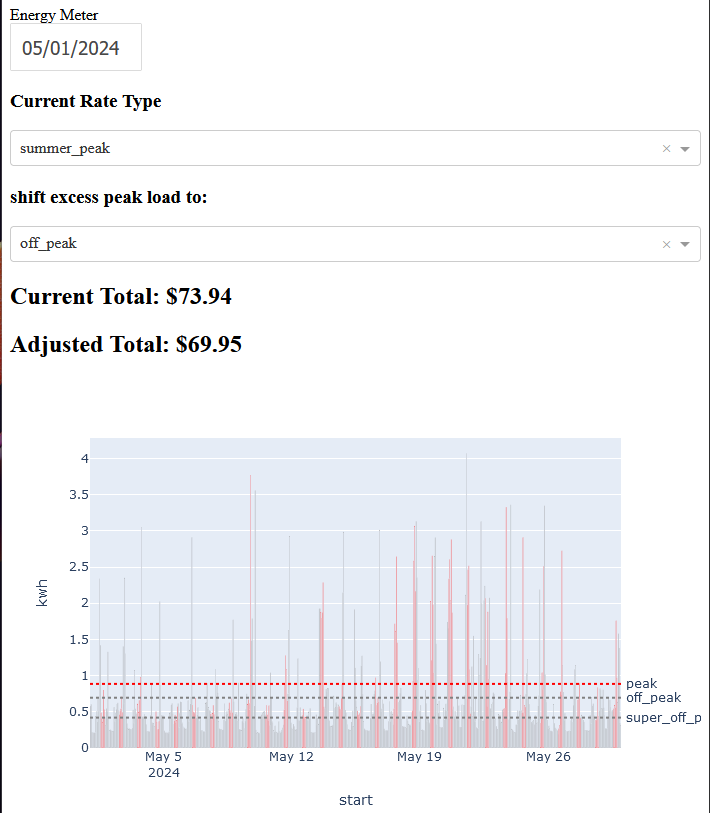 Energy Meter
05/01/2024
Current Rate Type
summer_peak
× 
shift excess peak load to:
off_peak
× 
Current Total: $73.94
Adjusted Total: $69.95
4
3.5
3
2.5
2
1.5
1
0.5
0
kwh
peak
off_peak
super_off_p
May 5
2024
May 12
May 19
May 26
start